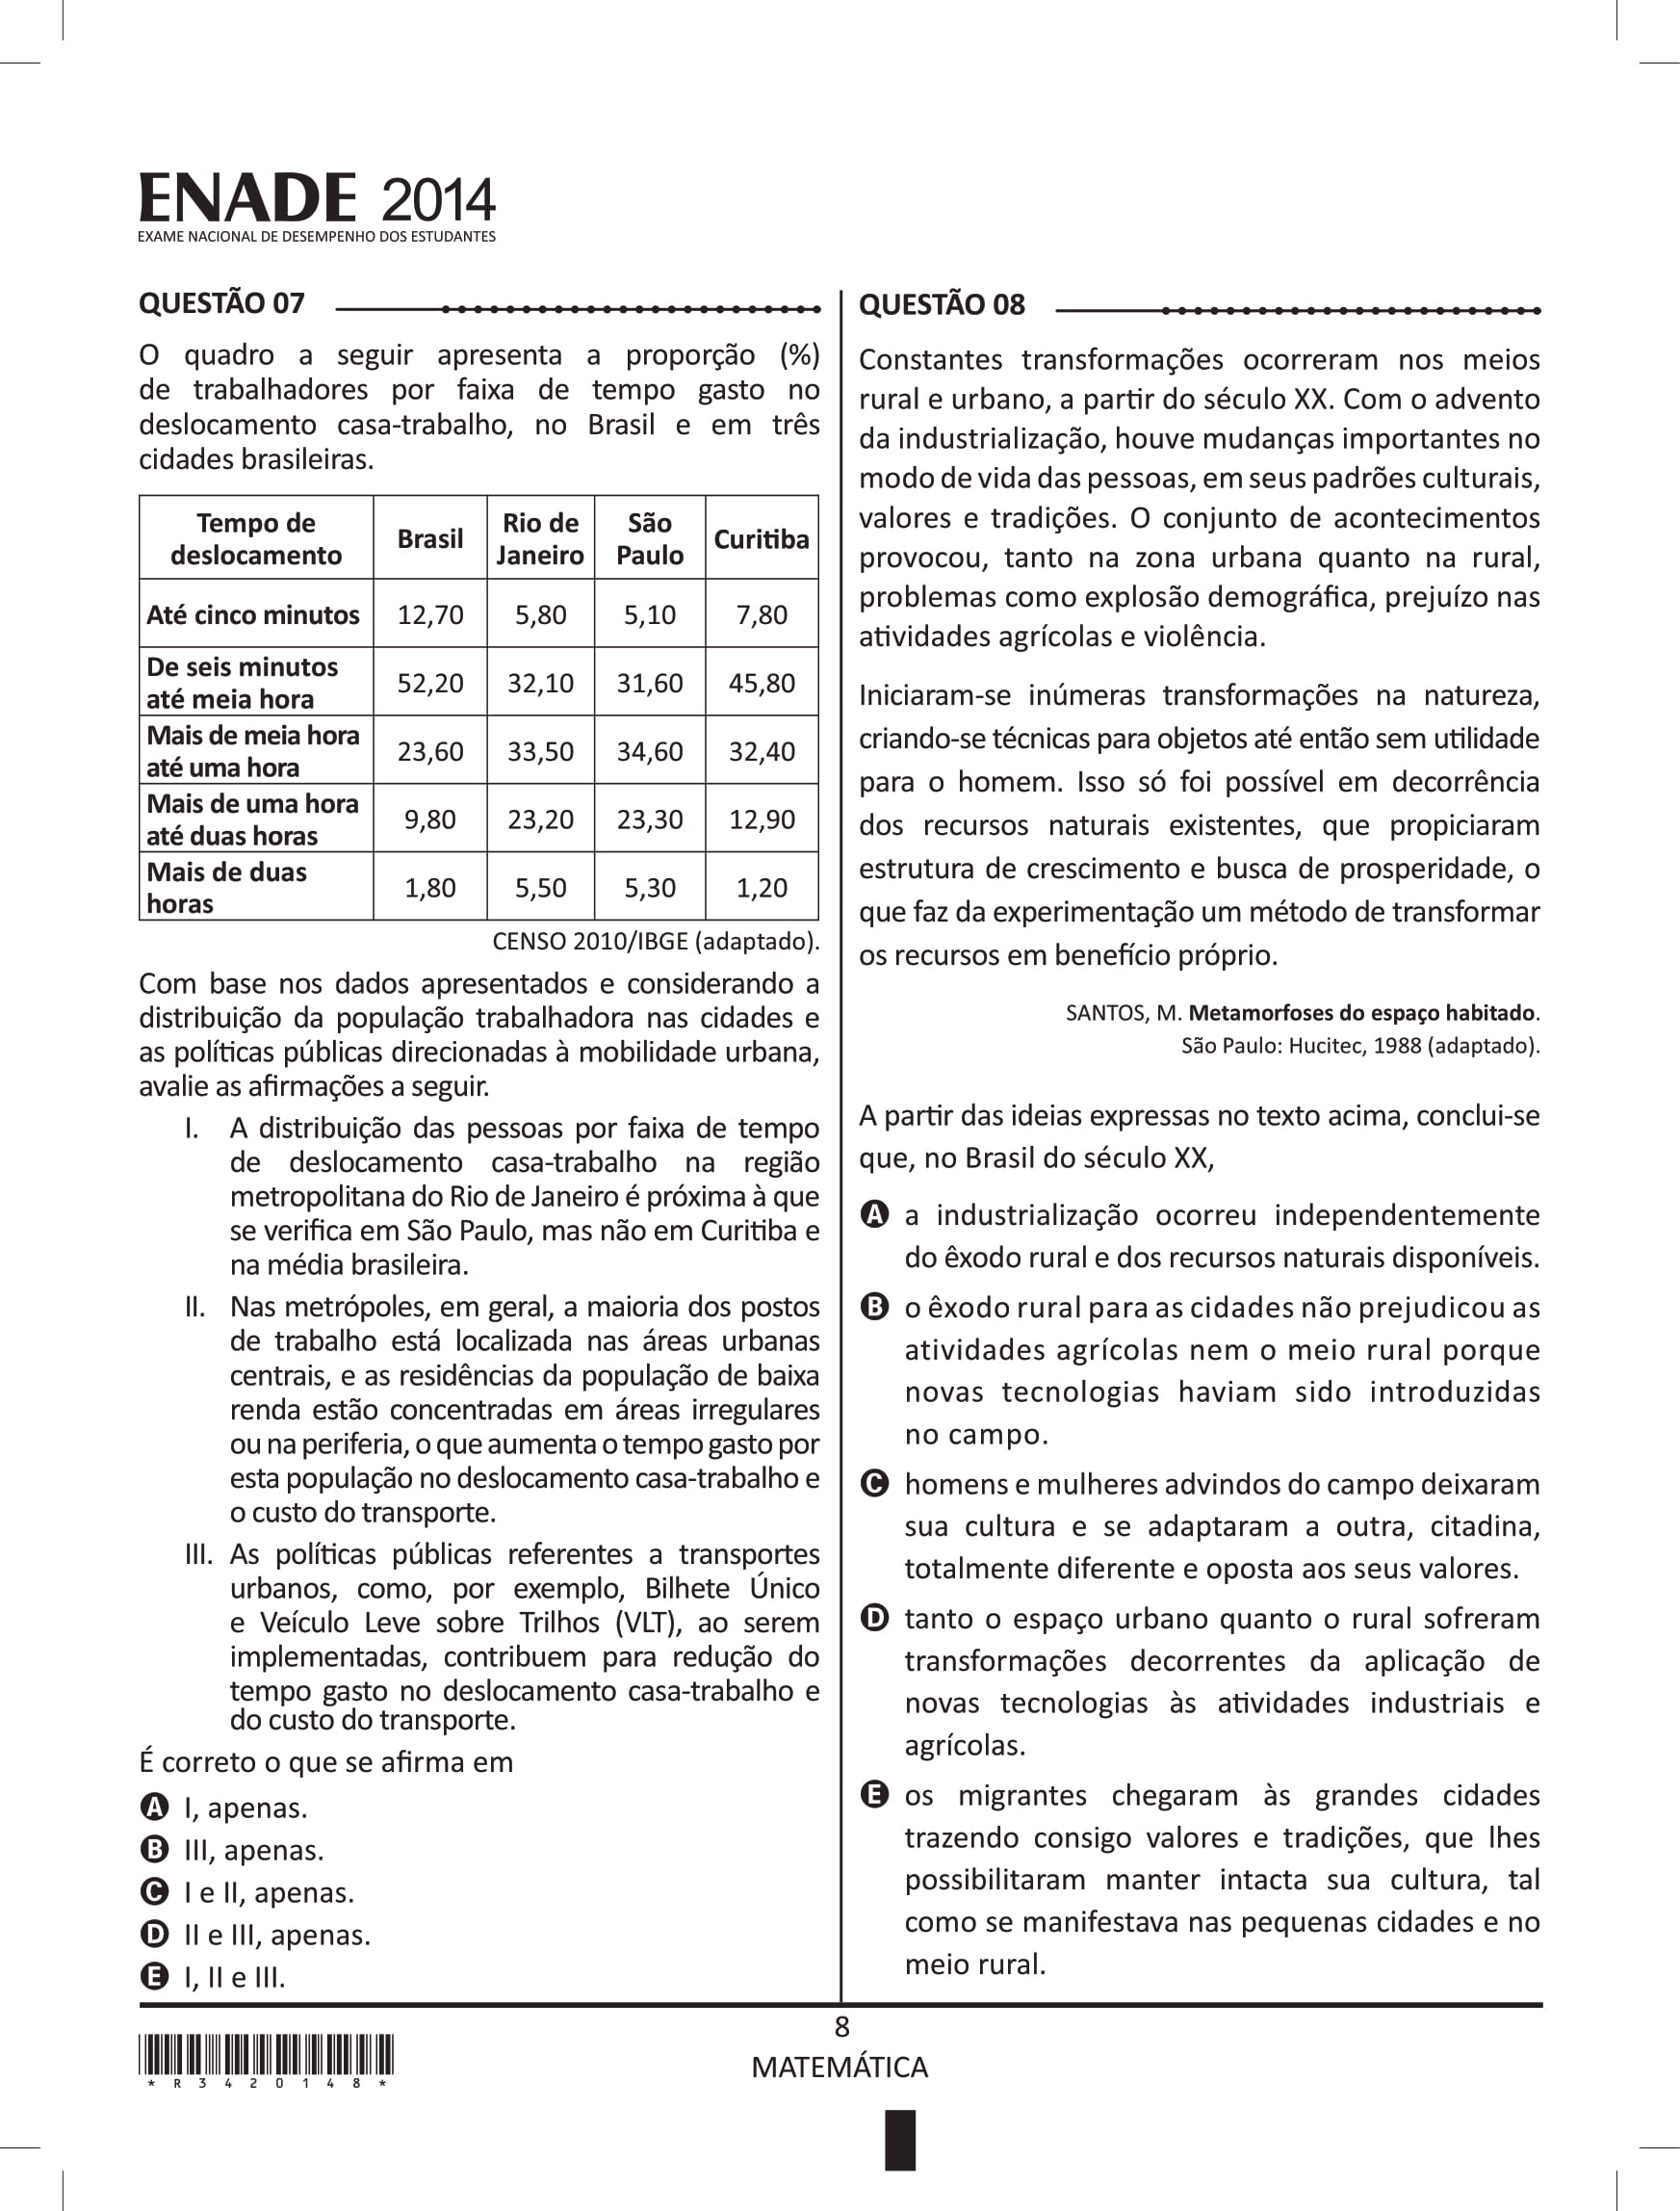 ENADE 2014
EXAME NACIONAL DE DESEMPENHO DOS ESTUDANTES
QUESTÃO 07
O quadro a seguir apresenta a proporção (%)
de trabalhadores por faixa de tempo gasto no
deslocamento casa-trabalho, no Brasil e em três
cidades brasileiras.
Tempo de
deslocamento
Brasil
Rio de
Janeiro
São
Paulo
Curitiba
Até cinco minutos 12,70 5,80 5,10 7,80
De seis minutos
até meia hora
52,20 32,10 31,60 45,80
Mais de meia hora
até uma hora
23,60 33,50 34,60 32,40
Mais de uma hora
até duas horas
9,80 23,20 23,30 12,90
Mais de duas
horas
1,80 5,50 5,30 1,20
CENSO 2010/IBGE (adaptado).
Com base nos dados apresentados e considerando a
distribuição da população trabalhadora nas cidades e
as políticas públicas direcionadas à mobilidade urbana,
avalie as afirmações a seguir.
I. A distribuição das pessoas por faixa de tempo
de deslocamento casa-trabalho na região
metropolitana do Rio de Janeiro é próxima à que
se verifica em São Paulo, mas não em Curitiba e
na média brasileira.
II. Nas metrópoles, em geral, a maioria dos postos
de trabalho está localizada nas áreas urbanas
centrais, e as residências da população de baixa
renda estão concentradas em áreas irregulares
ou na periferia, o que aumenta o tempo gasto por
esta população no deslocamento casa-trabalho e
o custo do transporte.
III. As políticas públicas referentes a transportes
urbanos, como, por exemplo, Bilhete Único
e Veículo Leve sobre Trilhos (VLT), ao serem
implementadas, contribuem para redução do
tempo gasto no deslocamento casa-trabalho e
do custo do transporte.
É correto o que se afirma em
A I, apenas.
B III, apenas.
C I e II, apenas.
D II e III, apenas.
E I, II e III.
QUESTÃO 08
Constantes transformações ocorreram nos meios
rural e urbano, a partir do século XX. Com o advento
da industrialização, houve mudanças importantes no
modo de vida das pessoas, em seus padrões culturais,
valores e tradições. O conjunto de acontecimentos
provocou, tanto na zona urbana quanto na rural,
problemas como explosão demográfica, prejuízo nas
atividades agrícolas e violência.
Iniciaram-se inúmeras transformações na natureza,
criando-se técnicas para objetos até então sem utilidade
para o homem. Isso só foi possível em decorrência
dos recursos naturais existentes, que propiciaram
estrutura de crescimento e busca de prosperidade, o
que faz da experimentação um método de transformar
os recursos em benefício próprio.
SANTOS, M. Metamorfoses do espaço habitado.
São Paulo: Hucitec, 1988 (adaptado).
A partir das ideias expressas no texto acima, conclui-se
que, no Brasil do século XX,
A a industrialização ocorreu independentemente
do êxodo rural e dos recursos naturais disponíveis.
B o êxodo rural para as cidades não prejudicou as
atividades agrícolas nem o meio rural porque
novas tecnologias haviam sido introduzidas
no campo.
C homens e mulheres advindos do campo deixaram
sua cultura e se adaptaram a outra, citadina,
totalmente diferente e oposta aos seus valores.
D tanto o espaço urbano quanto o rural sofreram
transformações decorrentes da aplicação de
novas tecnologias às atividades industriais e
agrícolas.
E os migrantes chegaram às grandes cidades
trazendo consigo valores e tradições, que lhes
possibilitaram manter intacta sua cultura, tal
como se manifestava nas pequenas cidades e no
meio rural.
8
MATEMÁTICA
* R 3 4 2 0 1 4 8 *